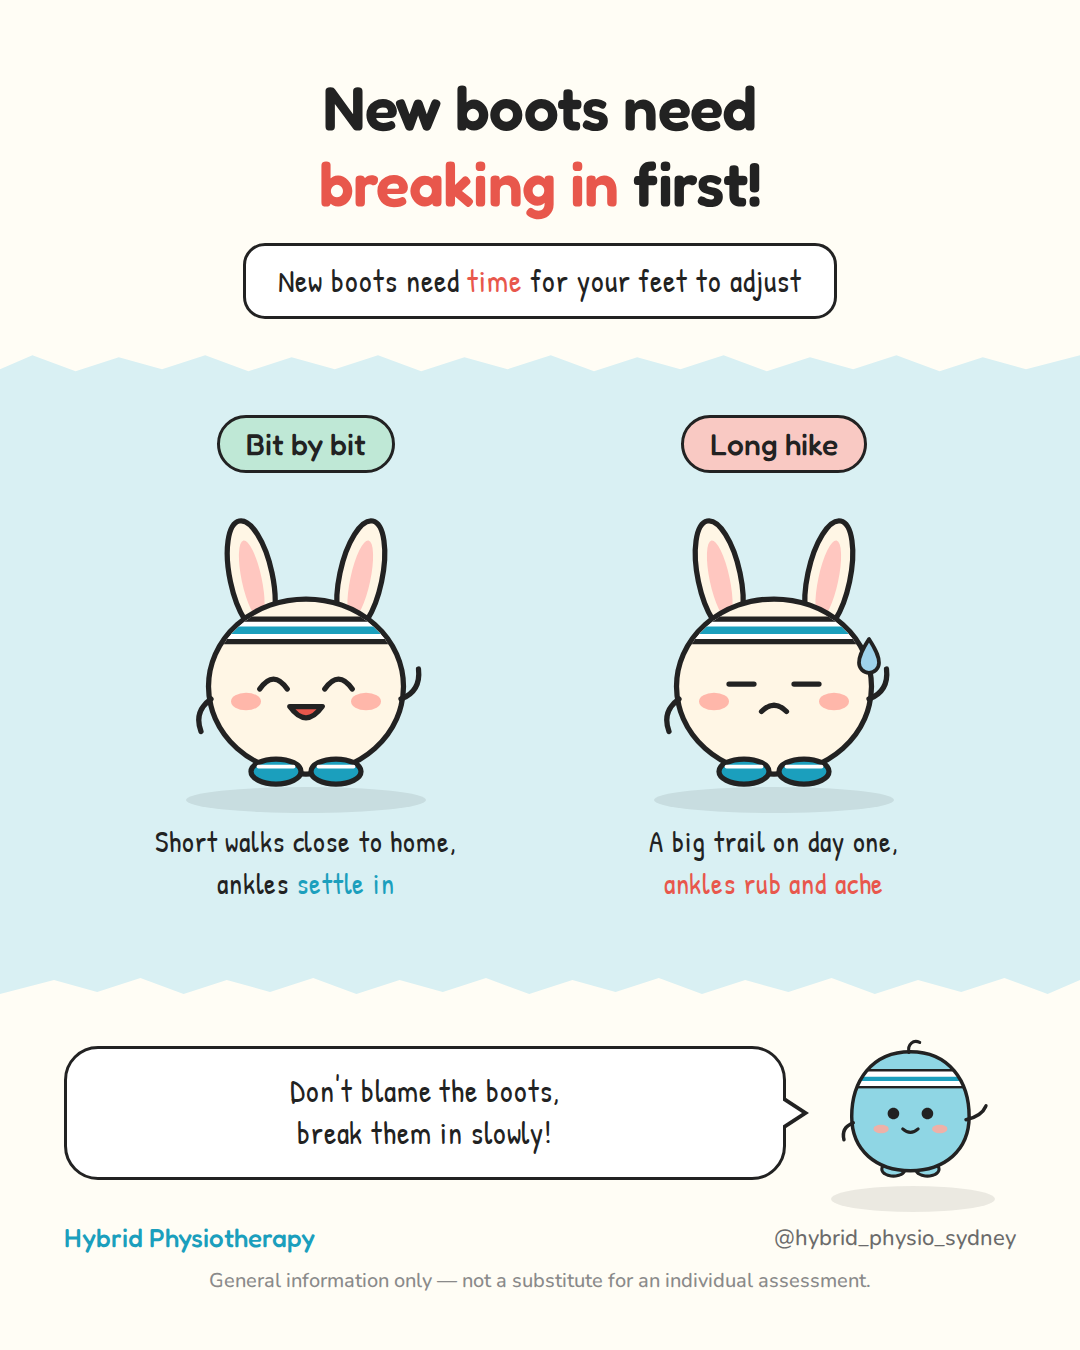 New boots need
breaking in first!
New boots need time for your feet to adjust
Bit by bit
Long hike
Short walks close to home,
ankles settle in
A big trail on day one,
ankles rub and ache
Don't blame the boots,
break them in slowly!
Hybrid Physiotherapy
@hybrid_physio_sydney
General information only — not a substitute for an individual assessment.